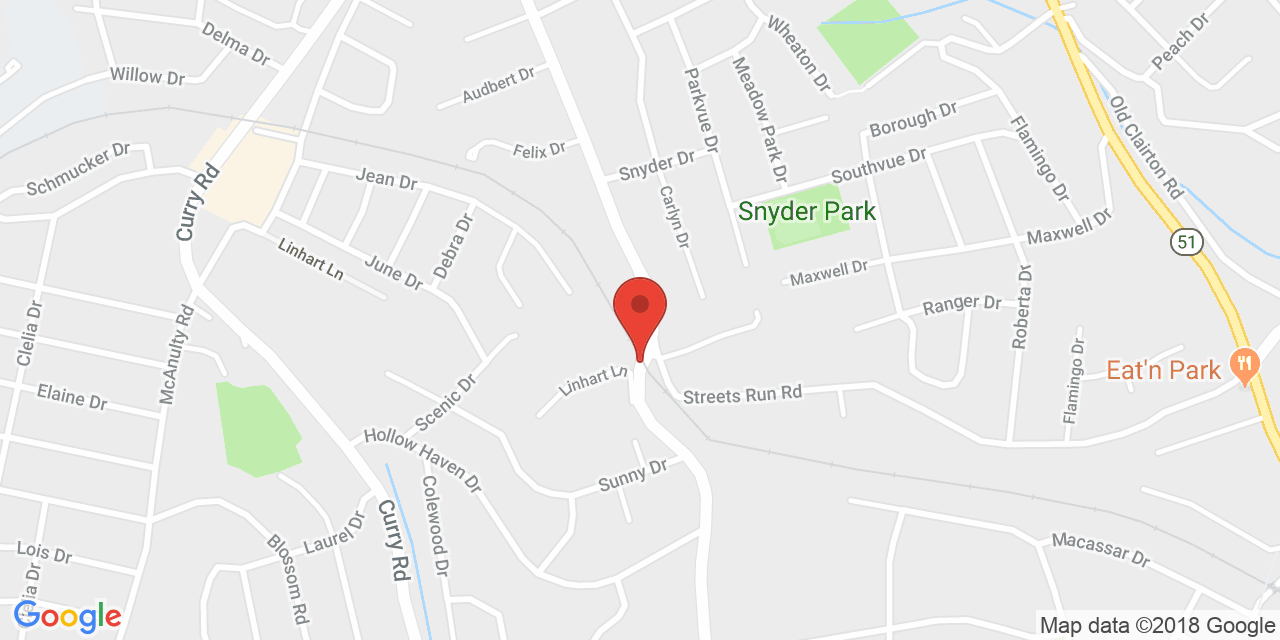 Delma Dr
Willow Dr
Audbert Dr
Wheaton Dr
Peach Dr
Parkvue Dr
Meadow Park Dr
Borough Dr
Flamingo Dr
Old Clairton Rd
Schmucker Dr
Curry Rd
Felix Dr
Snyder Dr
Southvue Dr
Jean Dr
Carlyn Dr
Snyder Park
Maxwell Dr
51
Debra Dr
Linhart Ln
June Dr
Maxwell Dr
Ranger Dr
Roberta Dr
Clelia Dr
McAnulty Rd
Flamingo Dr
Eat'n Park
Linhart Ln
Elaine Dr
Scenic Dr
Streets Run Rd
Hollow Haven Dr
Sunny Dr
Colewood Dr
Curry Rd
Laurel Dr
Blossom Rd
Lois Dr
Macassar Dr
Google
Map data ©2018 Google